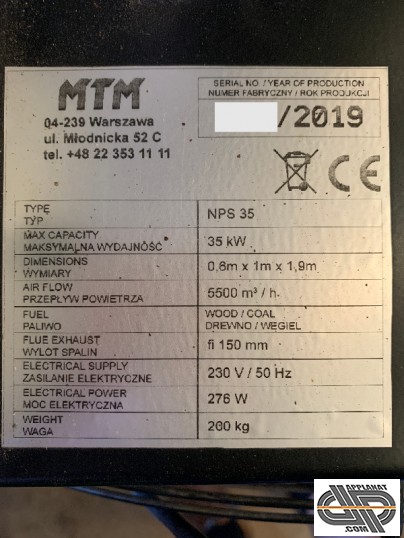 MTM
04-239 Warszawa
ul. Młodnicka 52 C
tel. +48 22 353 11 11
SERIAL NO. / YEAR OF PRODUCTION
NUMER FABRYCZNY / ROK PRODUKCJI
/2019
CE
TYPE
TYP
NPS 35
MAX CAPACITY
MAKSYMALNA WYDAJNOŚĆ
35 kW
DIMENSIONS
WYMIARY
0,6m x 1m x 1,9m
AIR FLOW
PRZEPŁYW POWIETRZA
5500 m³ / h.
FUEL
PALIWO
WOOD / COAL
DREWNO / WĘGIEL
FLUE EXHAUST
WYLOT SPALIN
fi 150 mm
ELECTRICAL SUPPLY
ZASILANIE ELEKTRYCZNE
230 V / 50 Hz
ELECTRICAL POWER
MOC ELEKTRYCZNA
276 W
WEIGHT
WAGA
200 kg
APPLANAT
.COM